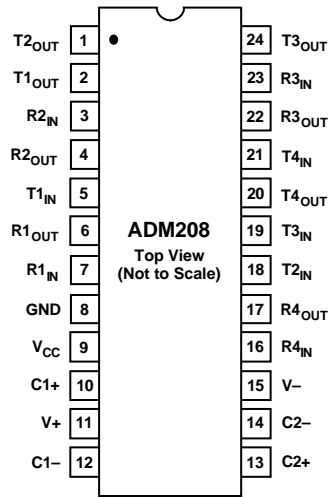 T2OUT 1 24 T3OUT
T1OUT 2 23 R3IN
R2IN 3 22 R3OUT
R2OUT 4 21 T4IN
T1IN 5 20 T4OUT
R1OUT 6 ADM208 19 T3IN
Top View
R1IN 7 (Not to Scale) 18 T2IN
GND 8 17 R4OUT
VCC 9 16 R4IN
C1+ 10 15 V–
V+ 11 14 C2–
C1– 12 13 C2+